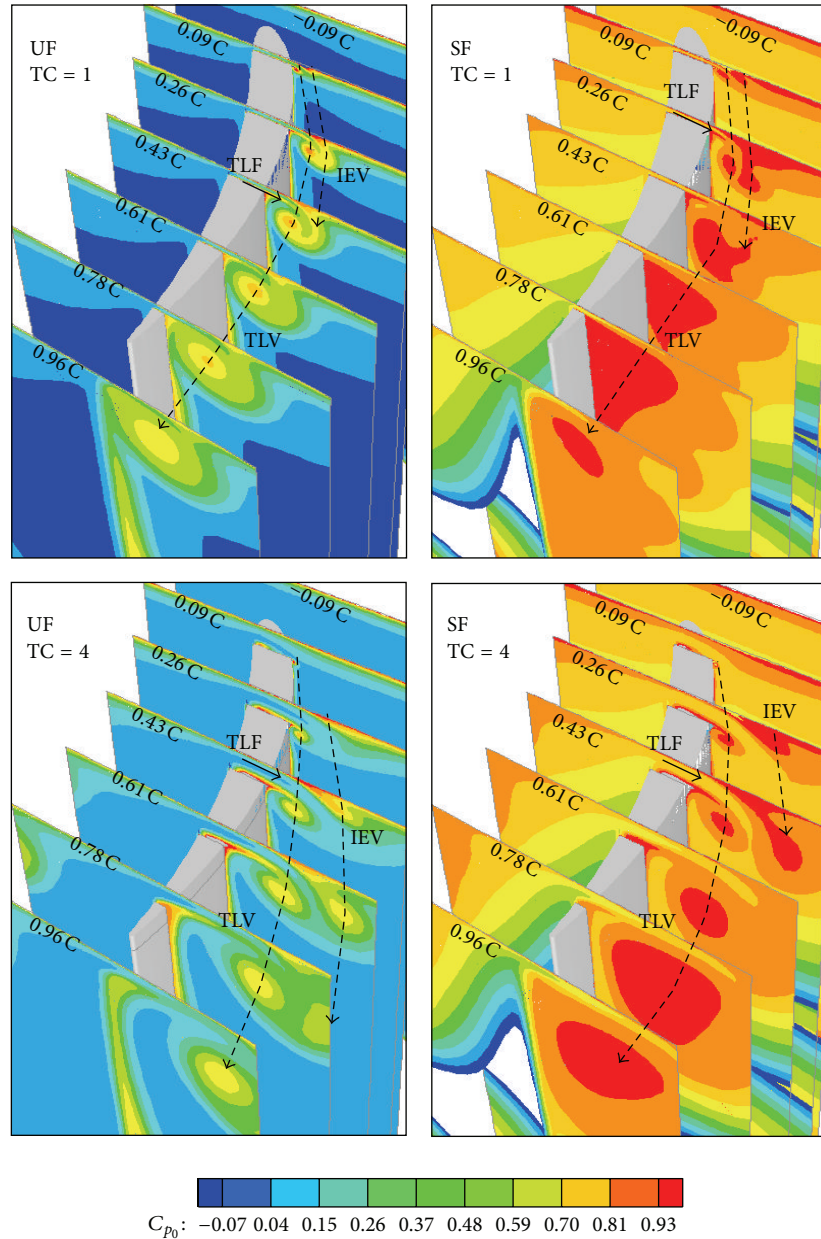 UF
TC = 1
−0.09 C
0.09 C
0.26 C
0.43 C
0.61 C
0.78 C
0.96 C
TLF
IEV
TLV
SF
TC = 1
−0.09 C
0.09 C
0.26 C
0.43 C
0.61 C
0.78 C
0.96 C
TLF
IEV
TLV
UF
TC = 4
−0.09 C
0.09 C
0.26 C
0.43 C
0.61 C
0.78 C
0.96 C
TLF
IEV
TLV
SF
TC = 4
−0.09 C
0.09 C
0.26 C
0.43 C
0.61 C
0.78 C
0.96 C
IEV
TLF
TLV
Cp0: −0.07 0.04 0.15 0.26 0.37 0.48 0.59 0.70 0.81 0.93